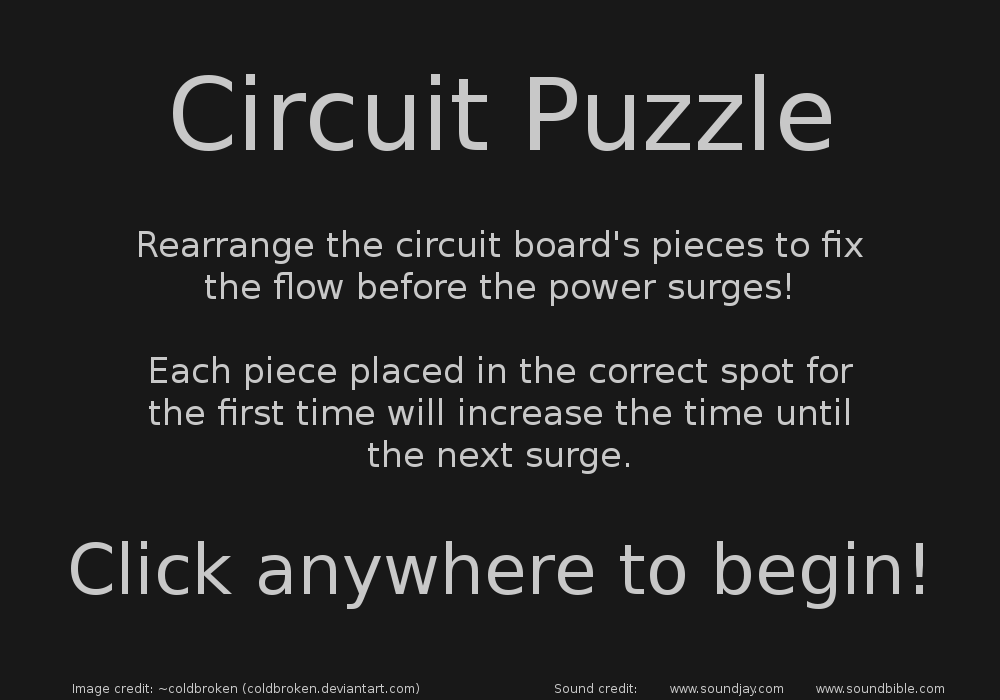 Circuit Puzzle
Rearrange the circuit board's pieces to fix
the flow before the power surges!
Each piece placed in the correct spot for
the first time will increase the time until
the next surge.
Click anywhere to begin!
Image credit: ~coldbroken (coldbroken.deviantart.com) Sound credit: www.soundjay.com www.soundbible.com